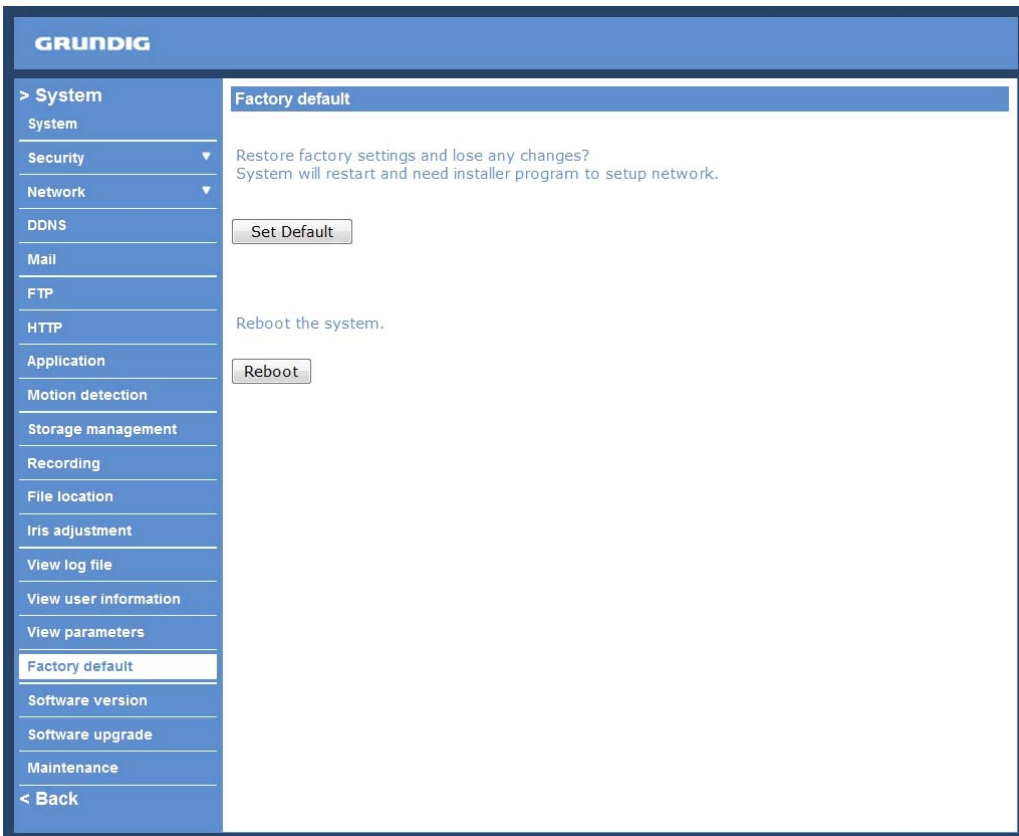 GRUNDIG
> System
System
Security
Network
DDNS
Mail
FTP
HTTP
Application
Motion detection
Storage management
Recording
File location
Iris adjustment
View log file
View user information
View parameters
Factory default
Software version
Software upgrade
Maintenance
< Back
Factory default
Restore factory settings and lose any changes?
System will restart and need installer program to setup network.
Set Default
Reboot the system.
Reboot